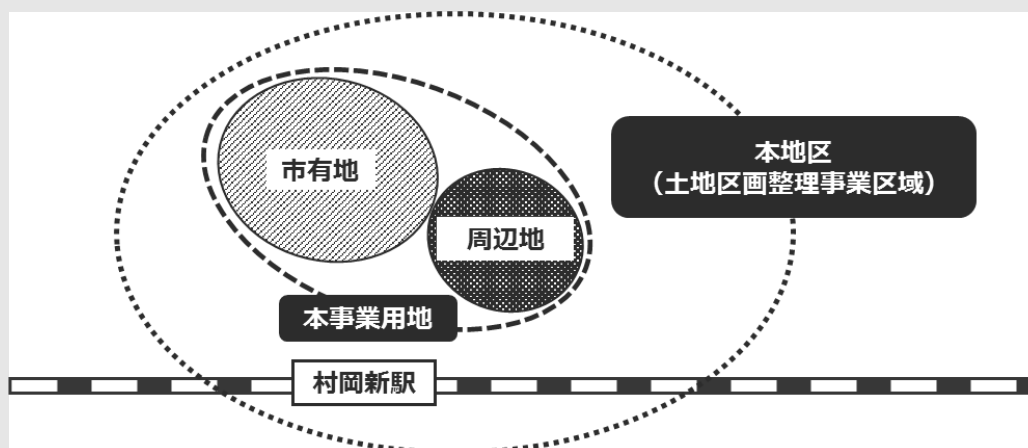 本地区
（土地区画整理事業区域）
市有地
周辺地
本事業用地
村岡新駅